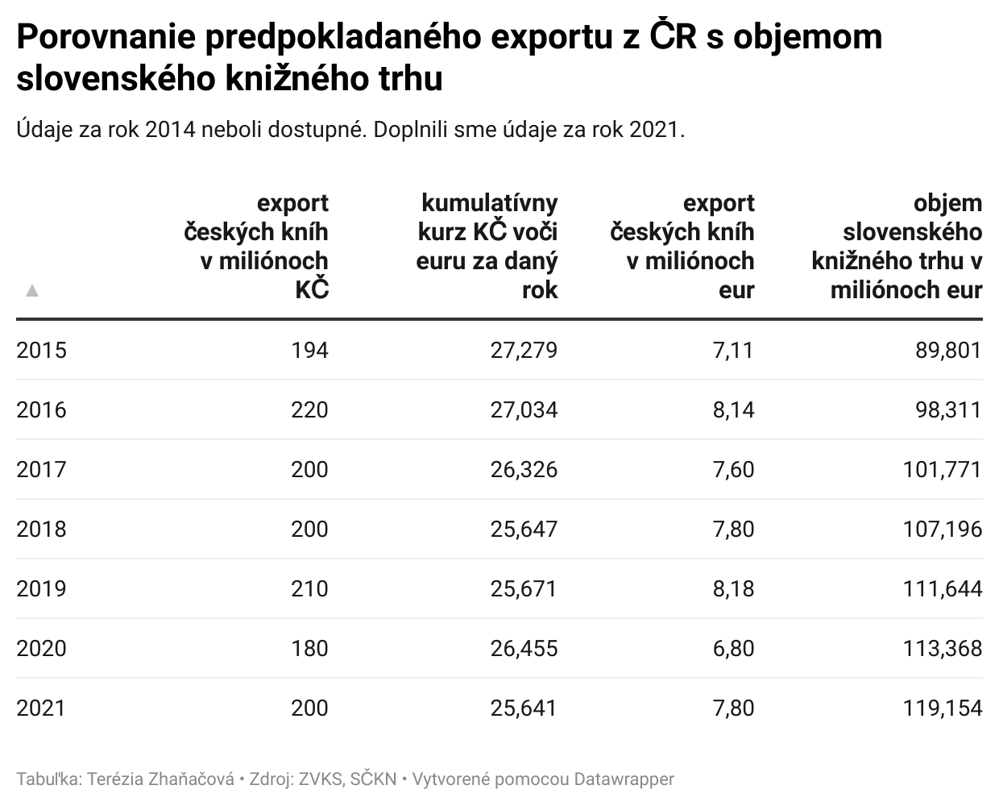 Porovnanie predpokladaného exportu z ČR s objemom
slovenského knižného trhu
Údaje za rok 2014 neboli dostupné. Doplnili sme údaje za rok 2021.
▲ export českých kníh v miliónoch KČ kumulatívny kurz KČ voči euru za daný rok export českých kníh v miliónoch eur objem slovenského knižného trhu v miliónoch eur
2015 194 27,279 7,11 89,801
2016 220 27,034 8,14 98,311
2017 200 26,326 7,60 101,771
2018 200 25,647 7,80 107,196
2019 210 25,671 8,18 111,644
2020 180 26,455 6,80 113,368
2021 200 25,641 7,80 119,154
Tabuľka: Terézia Zhaňačová • Zdroj: ZVKS, SČKN • Vytvorené pomocou Datawrapper